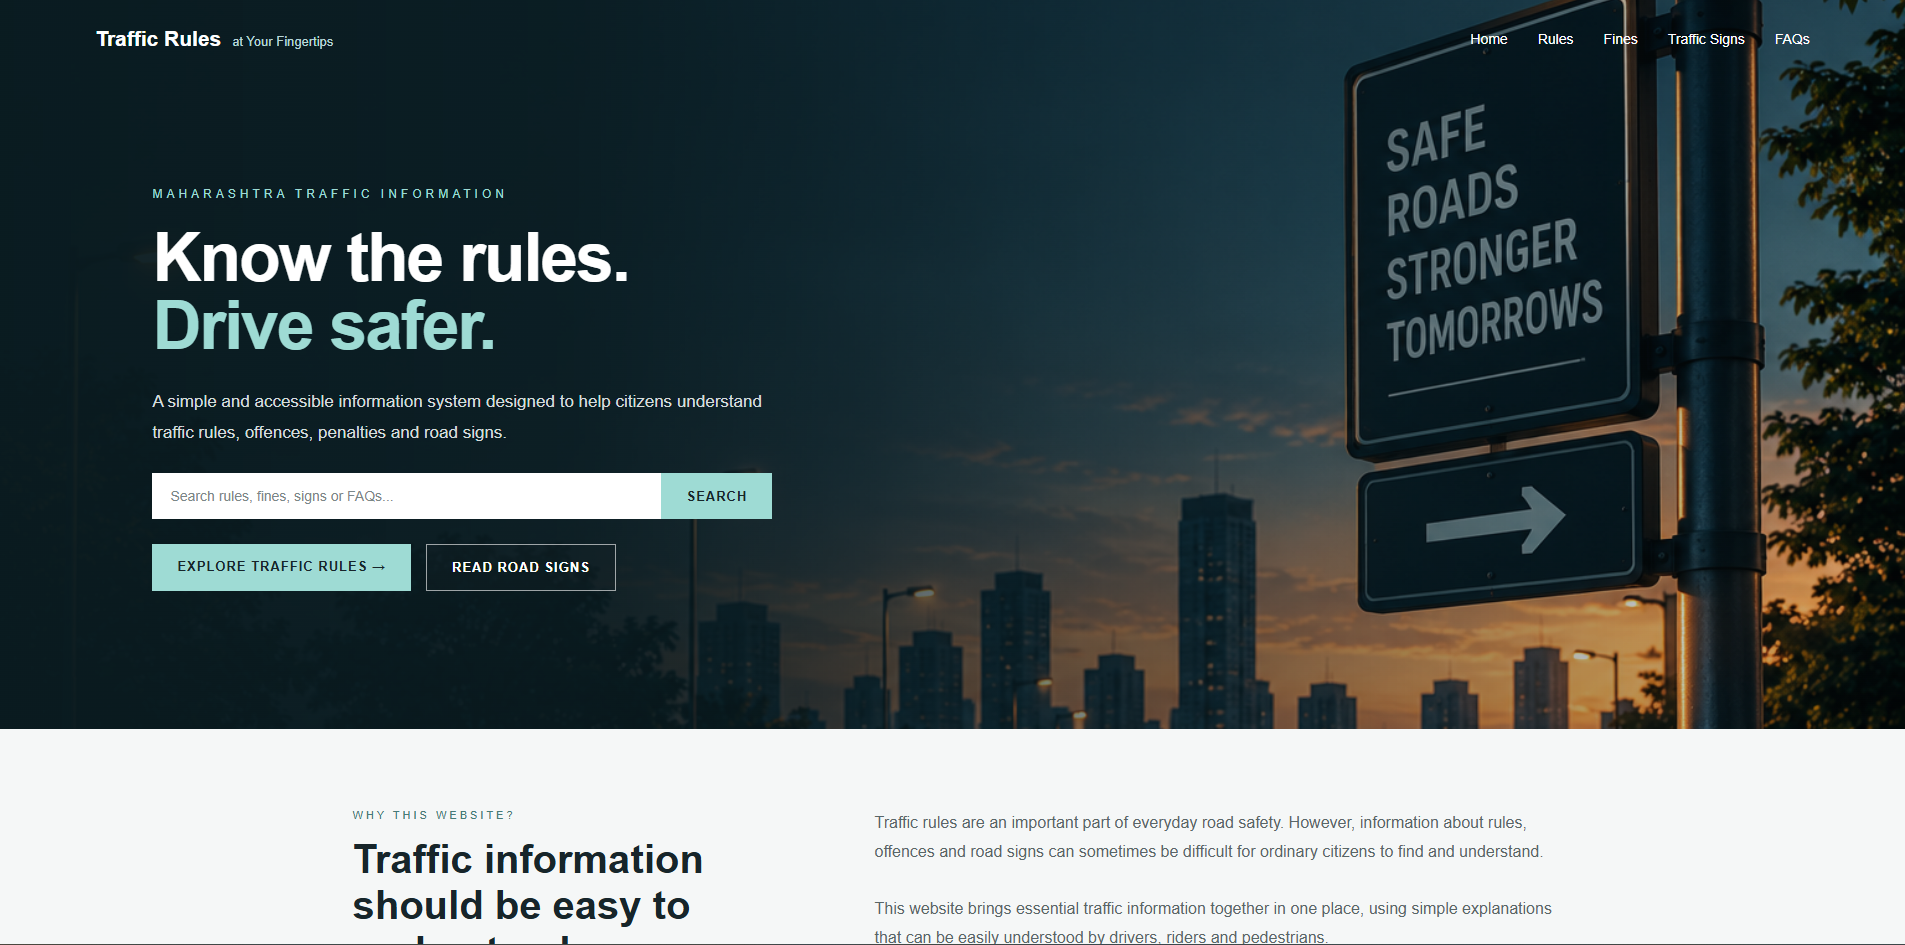 Traffic Rules at Your Fingertips
Home Rules Fines Traffic Signs FAQs
SAFE
ROADS
STRONGER
TOMORROWS
MAHARASHTRA TRAFFIC INFORMATION
Know the rules.
Drive safer.
A simple and accessible information system designed to help citizens understand
traffic rules, offences, penalties and road signs.
Search rules, fines, signs or FAQs...
SEARCH
EXPLORE TRAFFIC RULES →
READ ROAD SIGNS
WHY THIS WEBSITE?
Traffic information
should be easy to
Traffic rules are an important part of everyday road safety. However, information about rules,
offences and road signs can sometimes be difficult for ordinary citizens to find and understand.
This website brings essential traffic information together in one place, using simple explanations
that can be easily understood by drivers, riders and pedestrians.